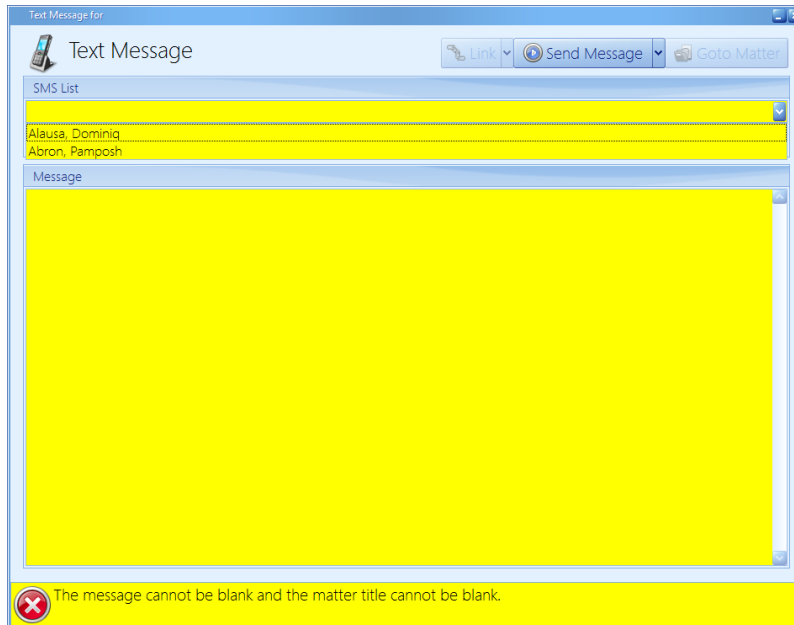 Text Message for
Text Message
Link
Send Message
Goto Matter
SMS List
Alausa, Dominiq
Abron, Pamposh
Message
The message cannot be blank and the matter title cannot be blank.